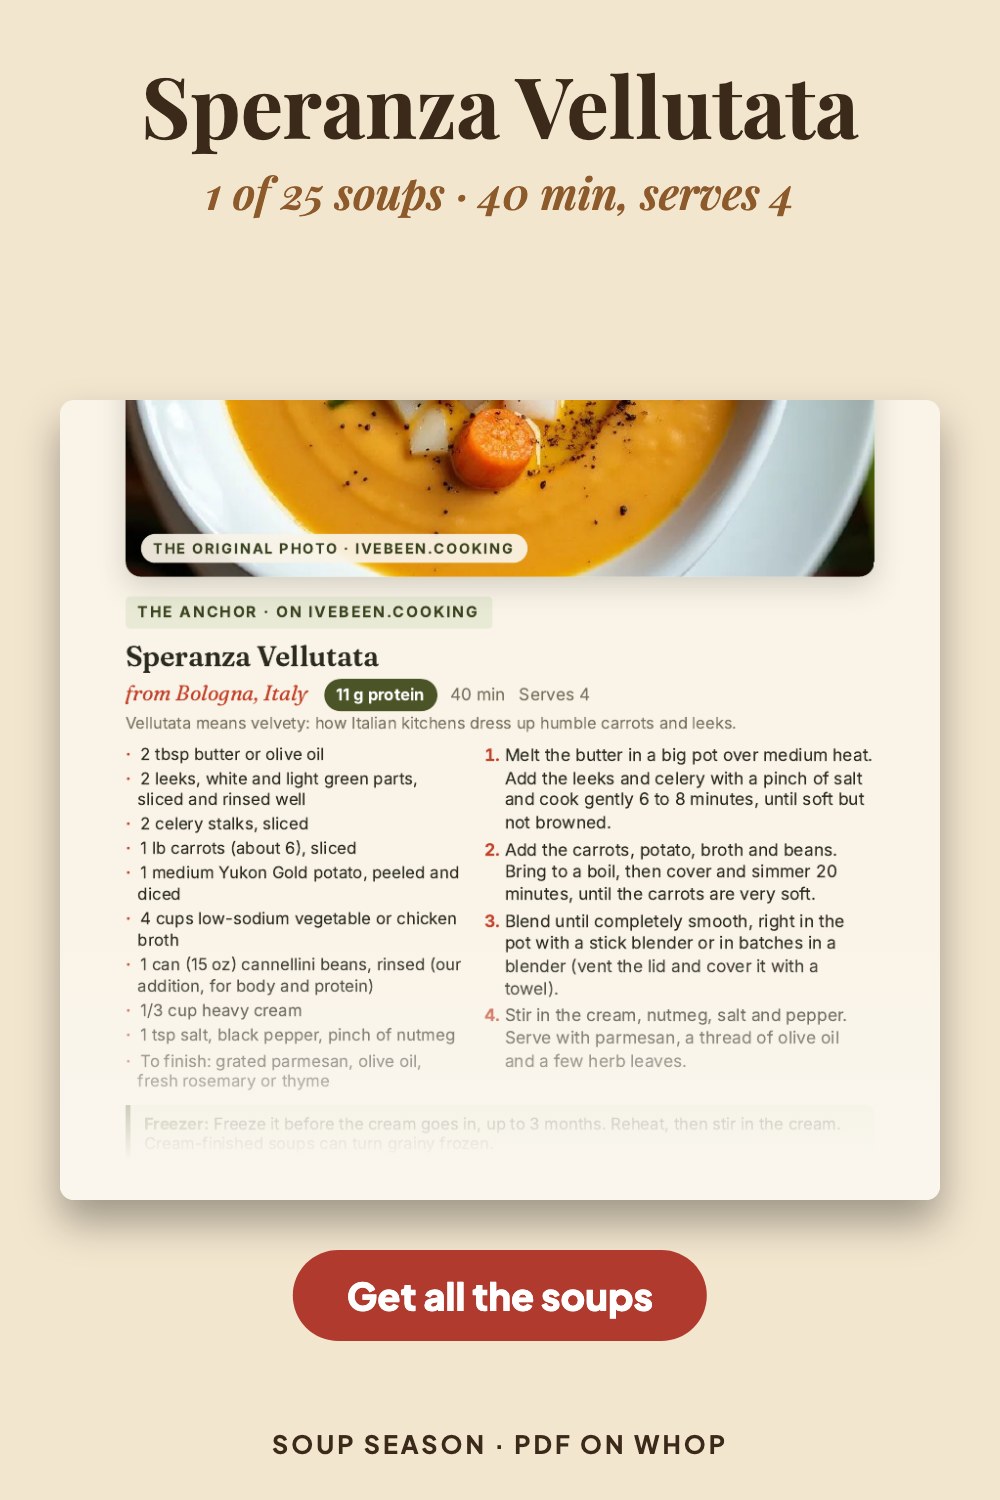 Speranza Vellutata
1 of 25 soups · 40 min, serves 4
THE ORIGINAL PHOTO · IVEBEEN.COOKING
THE ANCHOR · ON IVEBEEN.COOKING
Speranza Vellutata
from Bologna, Italy 11 g protein 40 min Serves 4
Vellutata means velvety: how Italian kitchens dress up humble carrots and leeks.
· 2 tbsp butter or olive oil
· 2 leeks, white and light green parts,
sliced and rinsed well
· 2 celery stalks, sliced
· 1 lb carrots (about 6), sliced
· 1 medium Yukon Gold potato, peeled and
diced
· 4 cups low-sodium vegetable or chicken
broth
· 1 can (15 oz) cannellini beans, rinsed (our
addition, for body and protein)
· 1/3 cup heavy cream
· 1 tsp salt, black pepper, pinch of nutmeg
· To finish: grated parmesan, olive oil,
fresh rosemary or thyme
1. Melt the butter in a big pot over medium heat.
Add the leeks and celery with a pinch of salt
and cook gently 6 to 8 minutes, until soft but
not browned.
2. Add the carrots, potato, broth and beans.
Bring to a boil, then cover and simmer 20
minutes, until the carrots are very soft.
3. Blend until completely smooth, right in the
pot with a stick blender or in batches in a
blender (vent the lid and cover it with a
towel).
4. Stir in the cream, nutmeg, salt and pepper.
Serve with parmesan, a thread of olive oil
and a few herb leaves.
Freezer: Freeze it before the cream goes in, up to 3 months. Reheat, then stir in the cream.
Cream-finished soups can turn grainy frozen.
Get all the soups
SOUP SEASON · PDF ON WHOP